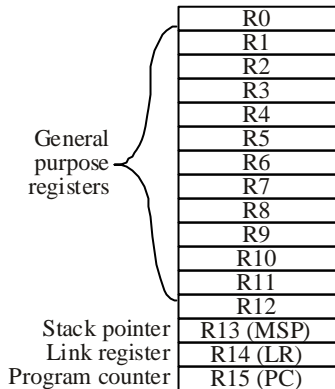 R0
R1
R2
R3
R4
R5
R6
R7
R8
R9
R10
R11
R12
General
purpose
registers
Stack pointer R13 (MSP)
Link register R14 (LR)
Program counter R15 (PC)